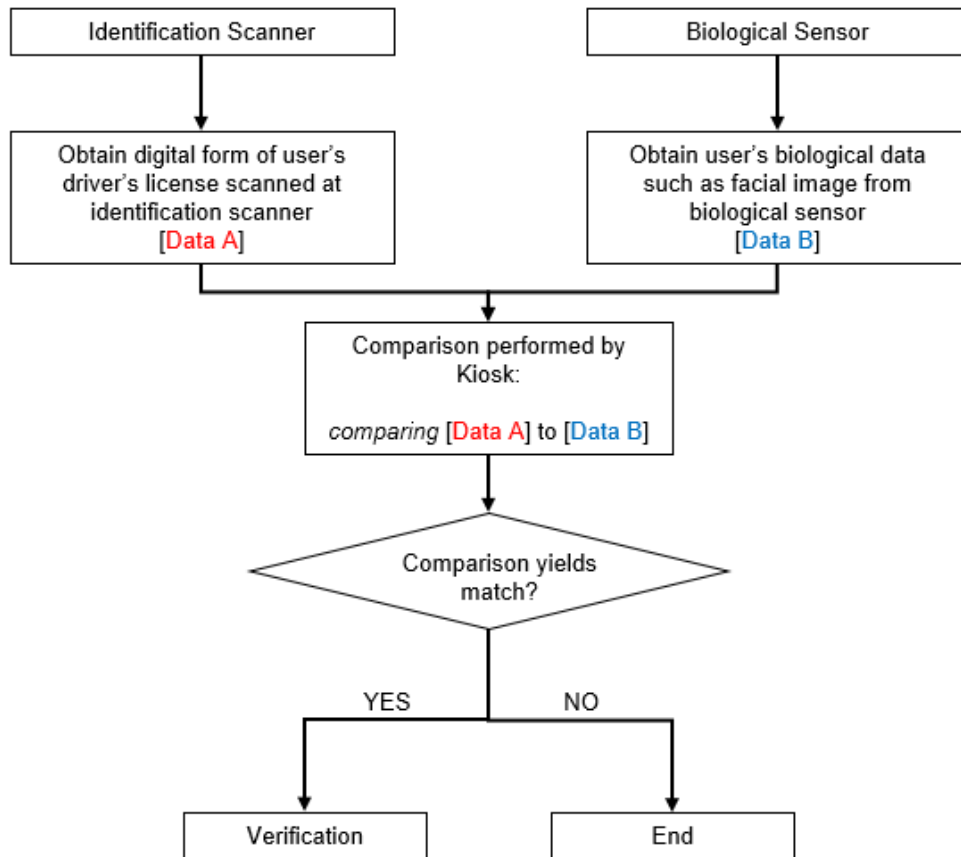 Identification Scanner
Biological Sensor
Obtain digital form of user's
driver's license scanned at
identification scanner
[Data A]
Obtain user's biological data
such as facial image from
biological sensor
[Data B]
Comparison performed by
Kiosk:
comparing [Data A] to [Data B]
Comparison yields
match?
YES
NO
Verification
End